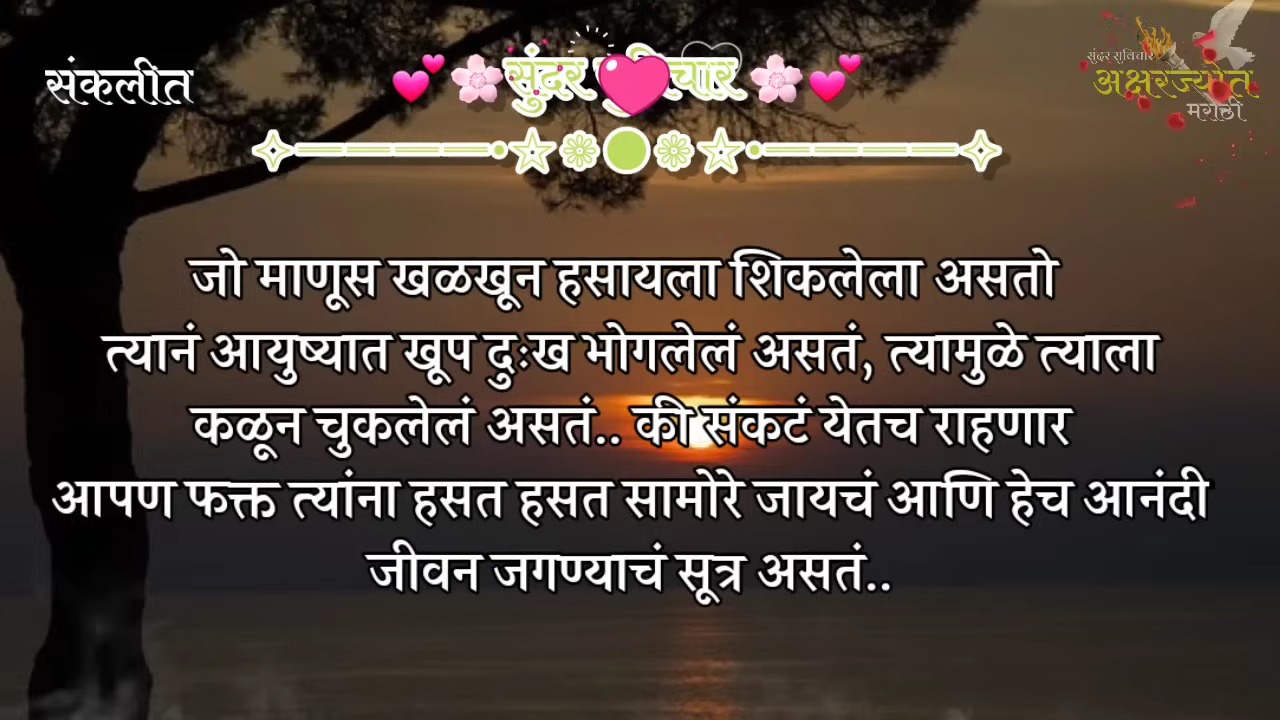 संकलीत
सुंदर
सुंदर सुविचार
अक्षरज्योत
मराठी
जो माणूस खळखून हसायला शिकलेला असतो
त्यानं आयुष्यात खूप दुःख भोगलेलं असतं, त्यामुळे त्याला
कळून चुकलेलं असतं.. की संकटं येतच राहणार
आपण फक्त त्यांना हसत हसत सामोरे जायचं आणि हेच आनंदी
जीवन जगण्याचं सूत्र असतं..